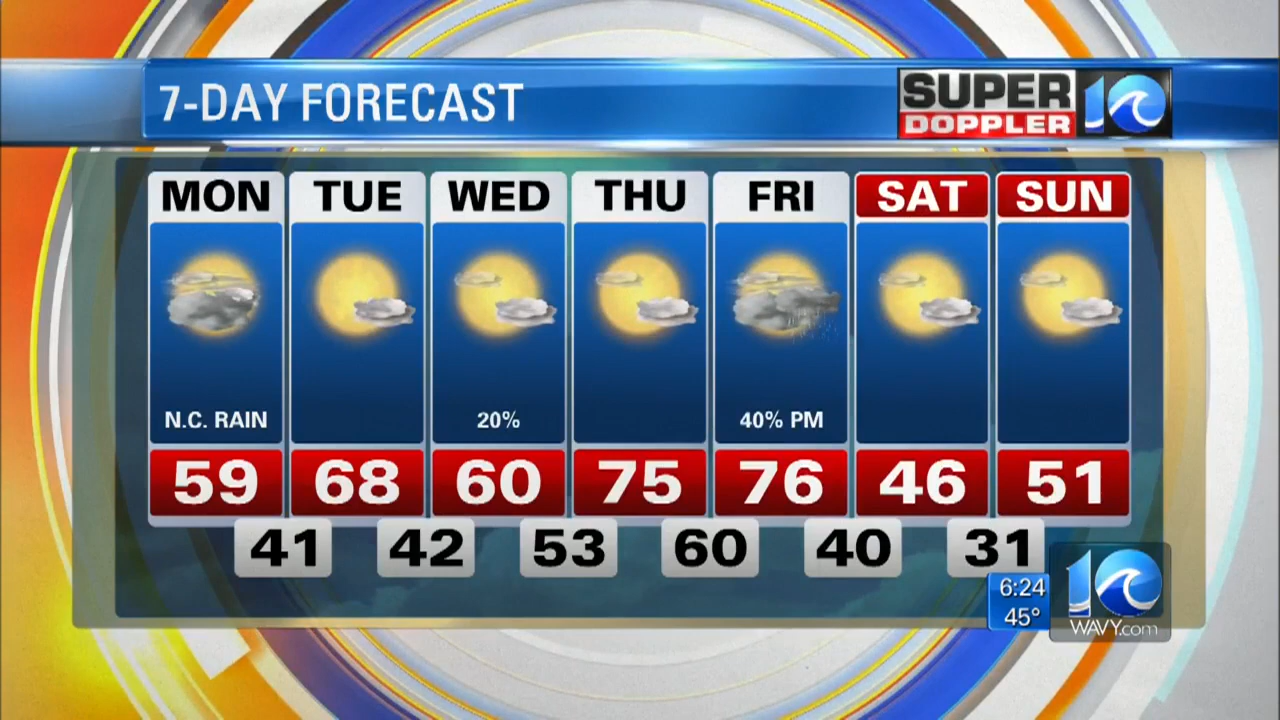 7-DAY FORECAST
SUPER
DOPPLER
10
MON TUE WED THU FRI SAT SUN
N.C. RAIN 20% 40% PM
59 68 60 75 76 46 51
41 42 53 60 40 31
6:24
45°
10
WAVY.com